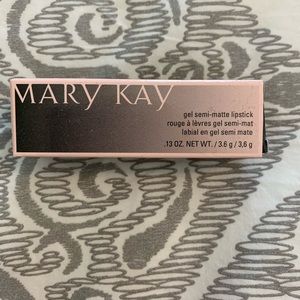 MARY KAY
gel semi-matte lipstick
rouge à lèvres gel semi-mat
labial en gel semi mate
.13 OZ. NET WT. / 3.6 g / 3,6 g